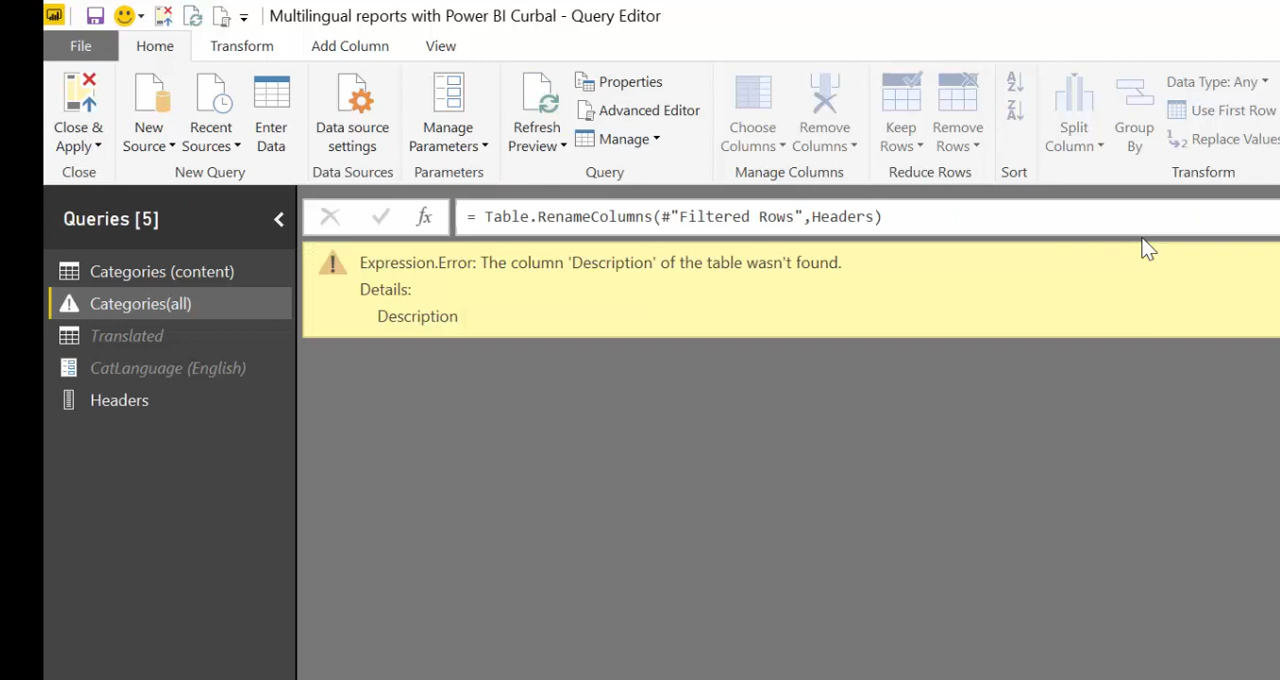 Multilingual reports with Power BI Curbal - Query Editor
File Home Transform Add Column View
Close & Apply
New Source
Recent Sources
Enter Data
Data source settings
Manage Parameters
Refresh Preview
Properties
Advanced Editor
Manage
Choose Columns
Remove Columns
Keep Rows
Remove Rows
A Z
Z A
Split Column
Group By
Data Type: Any
Use First Row
1 2 Replace Values
Close New Query Data Sources Parameters Query Manage Columns Reduce Rows Sort Transform
Queries [5]
fx = Table.RenameColumns(#"Filtered Rows",Headers)
Expression.Error: The column 'Description' of the table wasn't found.
Details:
Description
Categories (content)
Categories(all)
Translated
CatLanguage (English)
Headers